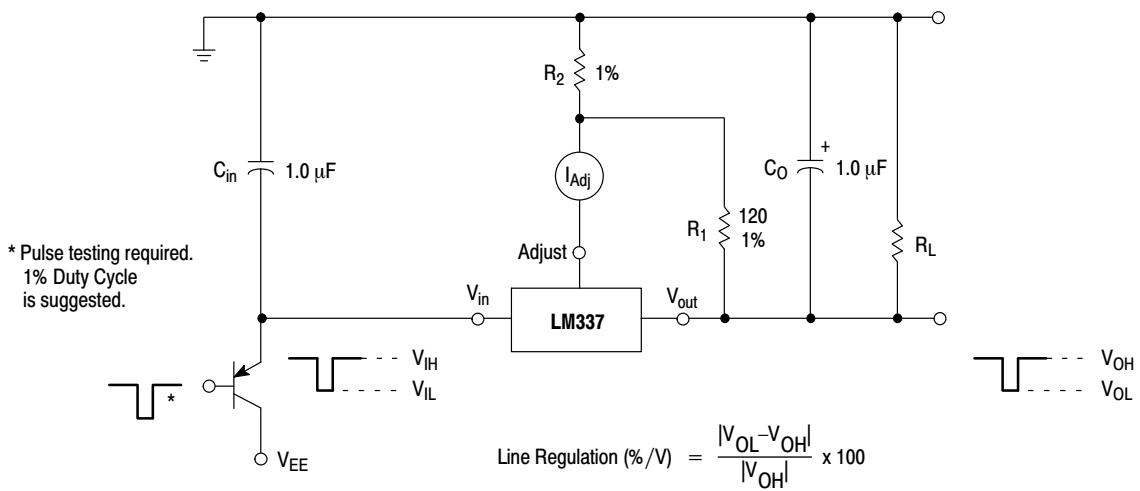 R2
1%
Cin
1.0 μF
IAdj
CO
+
1.0 μF
R1
120
1%
RL
* Pulse testing required.
1% Duty Cycle
is suggested.
Adjust
Vin
LM337
Vout
*
VIH
VIL
VOH
VOL
VEE
Line Regulation (%/V) = |VOL–VOH| / |VOH| x 100